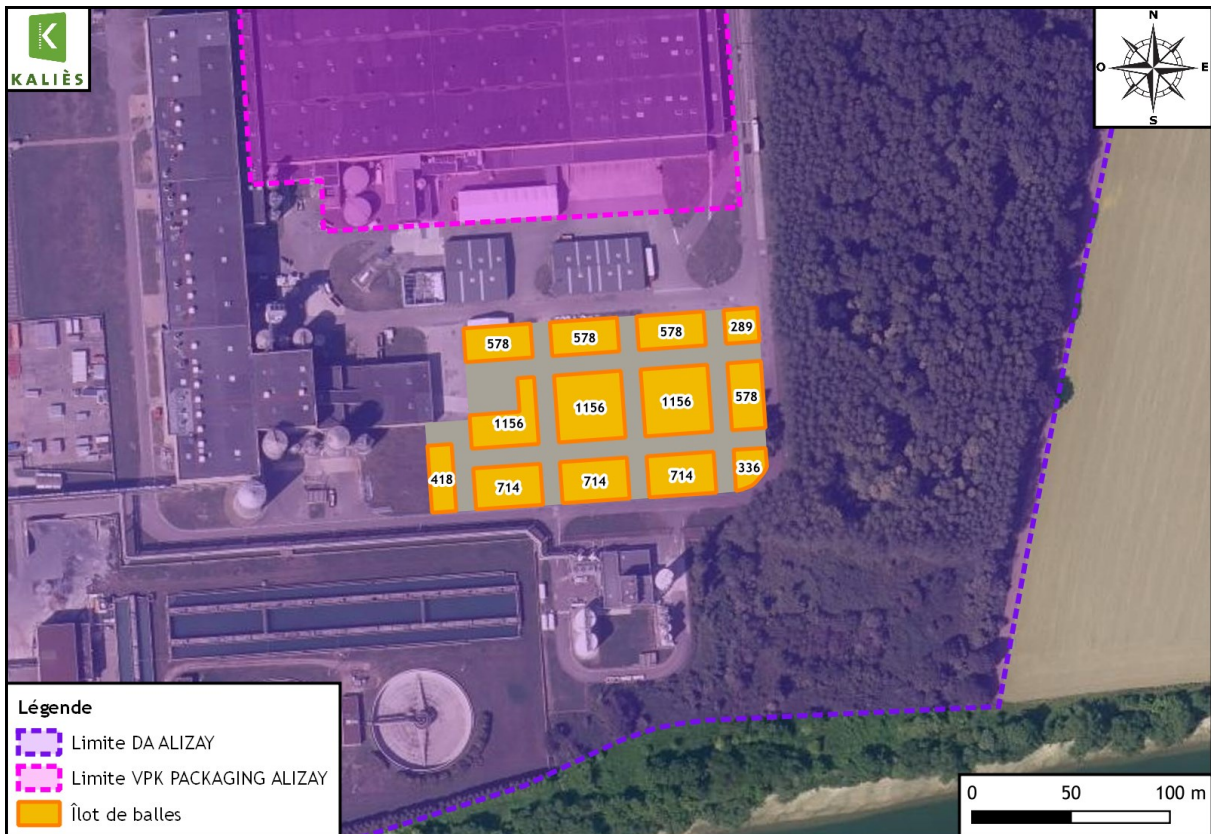 K
KALIÈS
N
O
E
S
578
578
578
289
1156
1156
1156
578
418
714
714
714
336
Légende
Limite DA ALIZAY
Limite VPK PACKAGING ALIZAY
Îlot de balles
0 50 100 m